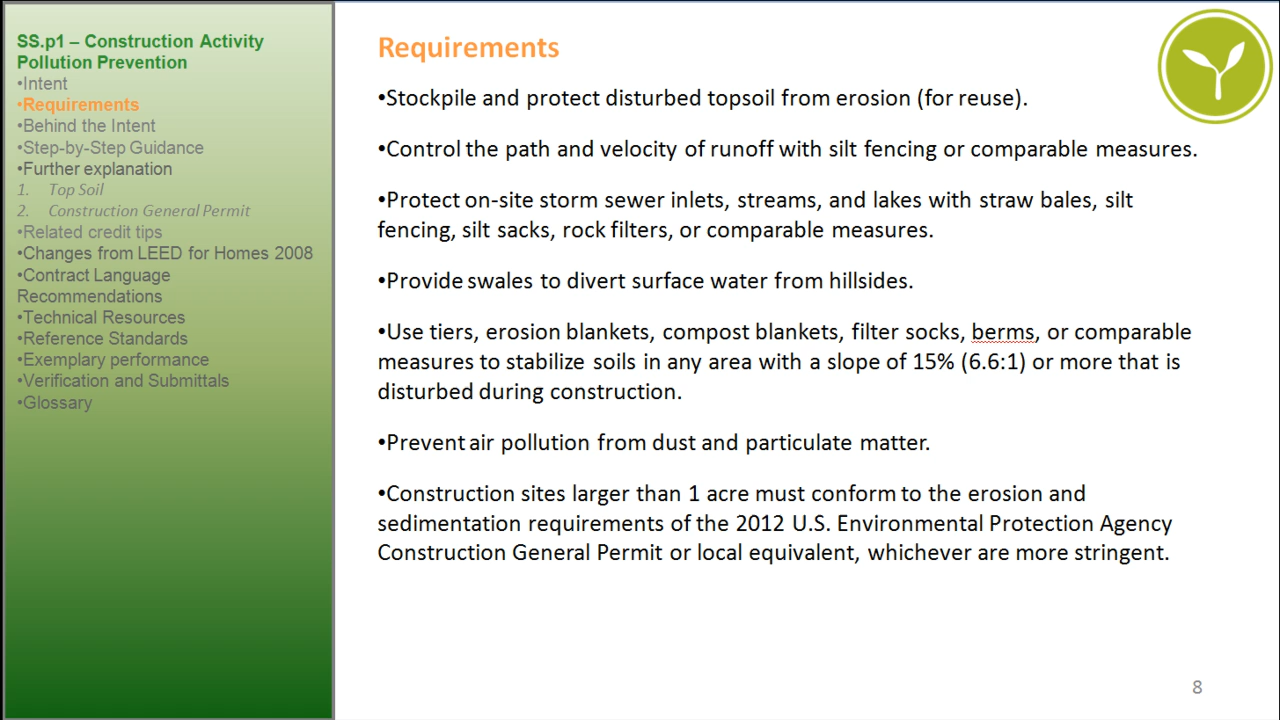 SS.p1 – Construction Activity
Pollution Prevention
•Intent
•Requirements
•Behind the Intent
•Step-by-Step Guidance
•Further explanation
1. Top Soil
2. Construction General Permit
•Related credit tips
•Changes from LEED for Homes 2008
•Contract Language
Recommendations
•Technical Resources
•Reference Standards
•Exemplary performance
•Verification and Submittals
•Glossary
Requirements
•Stockpile and protect disturbed topsoil from erosion (for reuse).
•Control the path and velocity of runoff with silt fencing or comparable measures.
•Protect on-site storm sewer inlets, streams, and lakes with straw bales, silt
fencing, silt sacks, rock filters, or comparable measures.
•Provide swales to divert surface water from hillsides.
•Use tiers, erosion blankets, compost blankets, filter socks, berms, or comparable
measures to stabilize soils in any area with a slope of 15% (6.6:1) or more that is
disturbed during construction.
•Prevent air pollution from dust and particulate matter.
•Construction sites larger than 1 acre must conform to the erosion and
sedimentation requirements of the 2012 U.S. Environmental Protection Agency
Construction General Permit or local equivalent, whichever are more stringent.
8